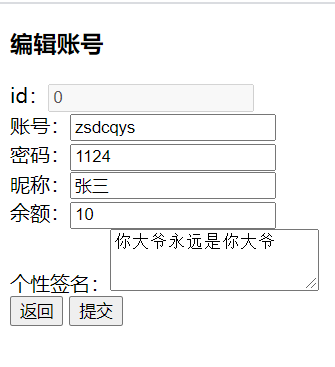 编辑账号
id：0
账号：zsdcqys
密码：1124
昵称：张三
余额：10
个性签名：你大爷永远是你大爷
返回 提交